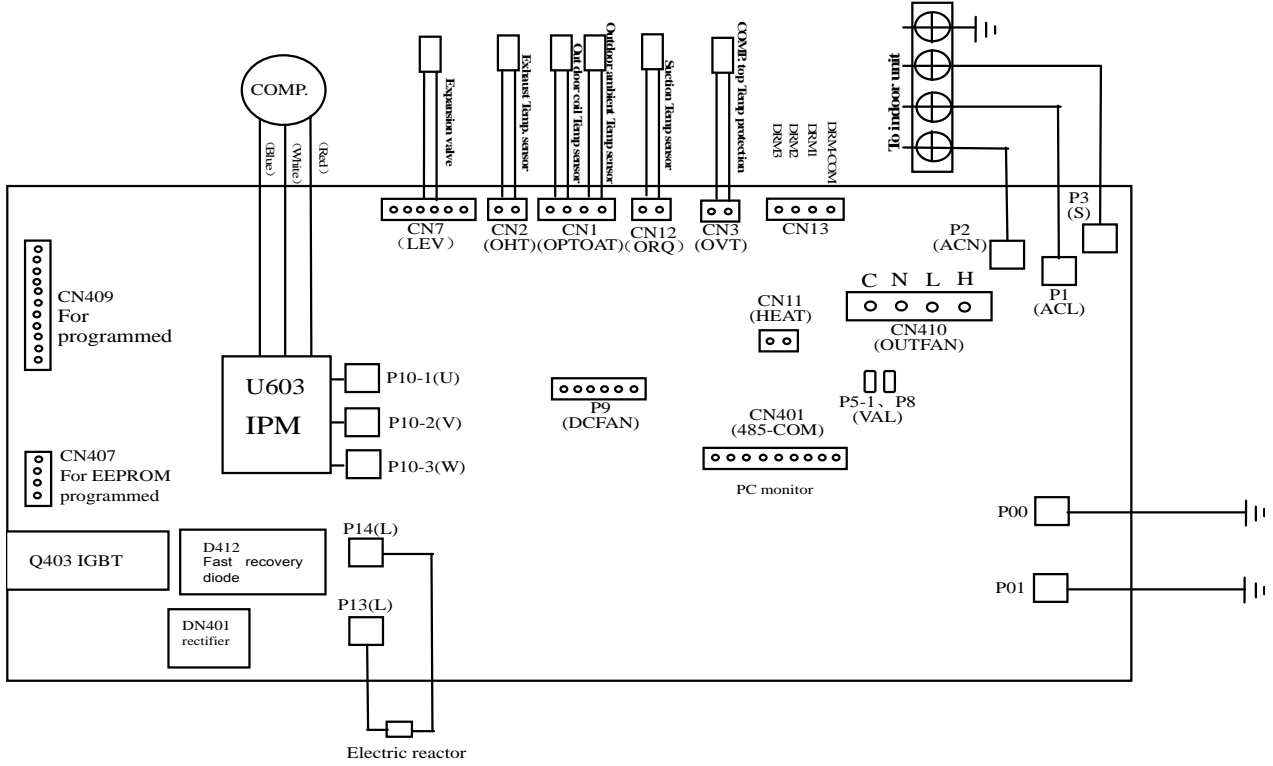 COMP.
(Blue)
(White)
(Red)
Expansion valve
Exhaust Temp. sensor
Out door coil Temp sensor
Outdoor ambient Temp sensor
Suction Temp sensor
COMP. top Temp protection
DRM3
DRM2
DRM1
DRM-COM
To indoor unit
CN7
(LEV)
CN2
(OHT)
CN1
(OPTOAT)
CN12
(ORQ)
CN3
(OVT)
CN13
P2
(ACN)
P3
(S)
P1
(ACL)
CN409
For
programmed
CN11
(HEAT)
C N L H
CN410
(OUTFAN)
U603
IPM
P10-1(U)
P10-2(V)
P10-3(W)
P9
(DCFAN)
P5-1、P8
(VAL)
CN401
(485-COM)
PC monitor
CN407
For EEPROM
programmed
P00
P01
Q403 IGBT
D412
Fast recovery
diode
P14(L)
P13(L)
DN401
rectifier
Electric reactor